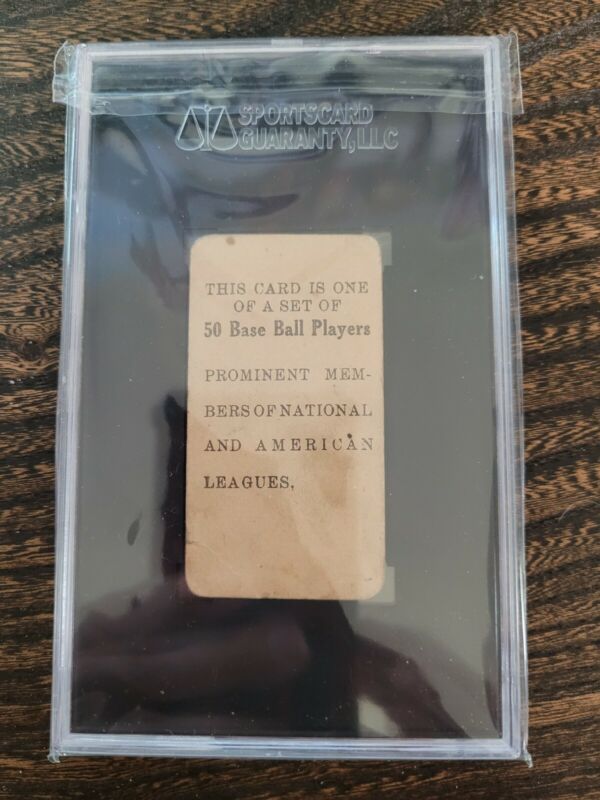 SPORTSCARD
GUARANTY, LLC
THIS CARD IS ONE
OF A SET OF
50 Base Ball Players
PROMINENT MEM-
BERS OF NATIONAL
AND AMERICAN
LEAGUES,